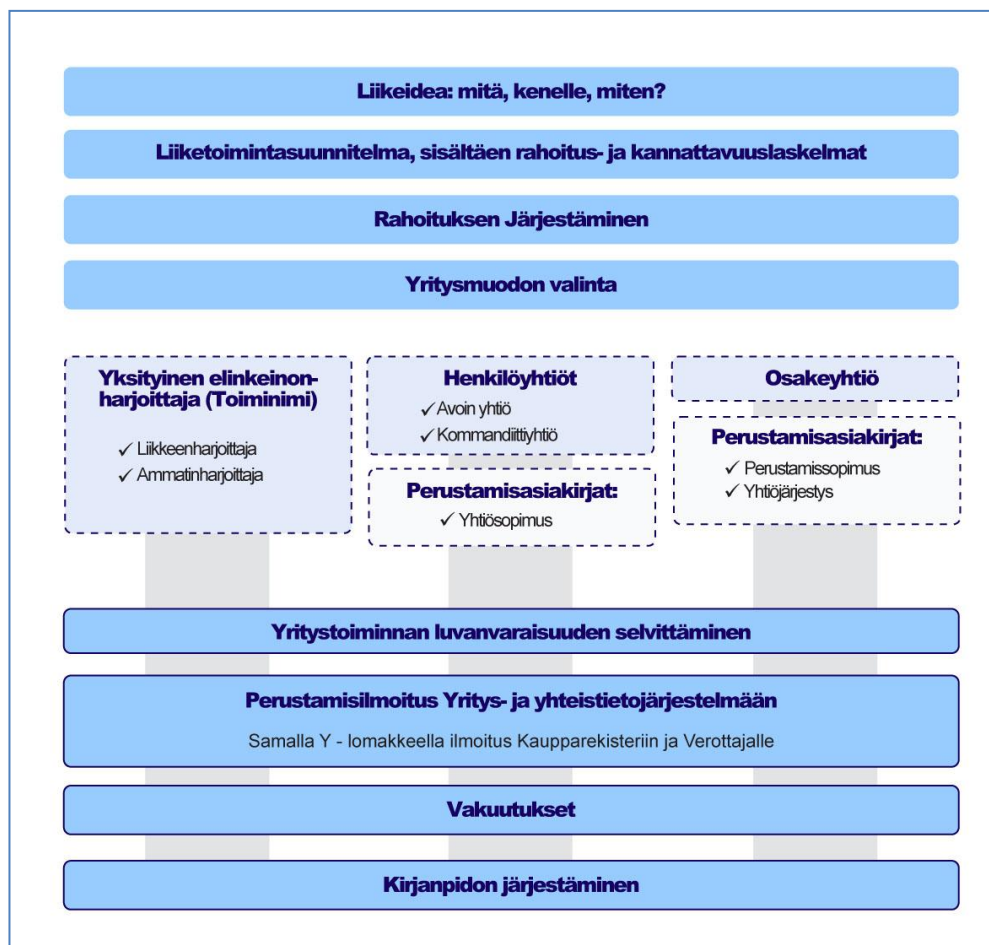 Liikeidea: mitä, kenelle, miten?
Liiketoimintasuunnitelma, sisältäen rahoitus- ja kannattavuuslaskelmat
Rahoituksen Järjestäminen
Yritysmuodon valinta
Yksityinen elinkeinon-
harjoittaja (Toiminimi)
✓ Liikkeenharjoittaja
✓ Ammatinharjoittaja
Henkilöyhtiöt
✓ Avoin yhtiö
✓ Kommandiittiyhtiö
Perustamisasiakirjat:
✓ Yhtiösopimus
Osakeyhtiö
Perustamisasiakirjat:
✓ Perustamissopimus
✓ Yhtiöjärjestys
Yritystoiminnan luvanvaraisuuden selvittäminen
Perustamisilmoitus Yritys- ja yhteistietojärjestelmään
Samalla Y - lomakkeella ilmoitus Kaupparekisteriin ja Verottajalle
Vakuutukset
Kirjanpidon järjestäminen